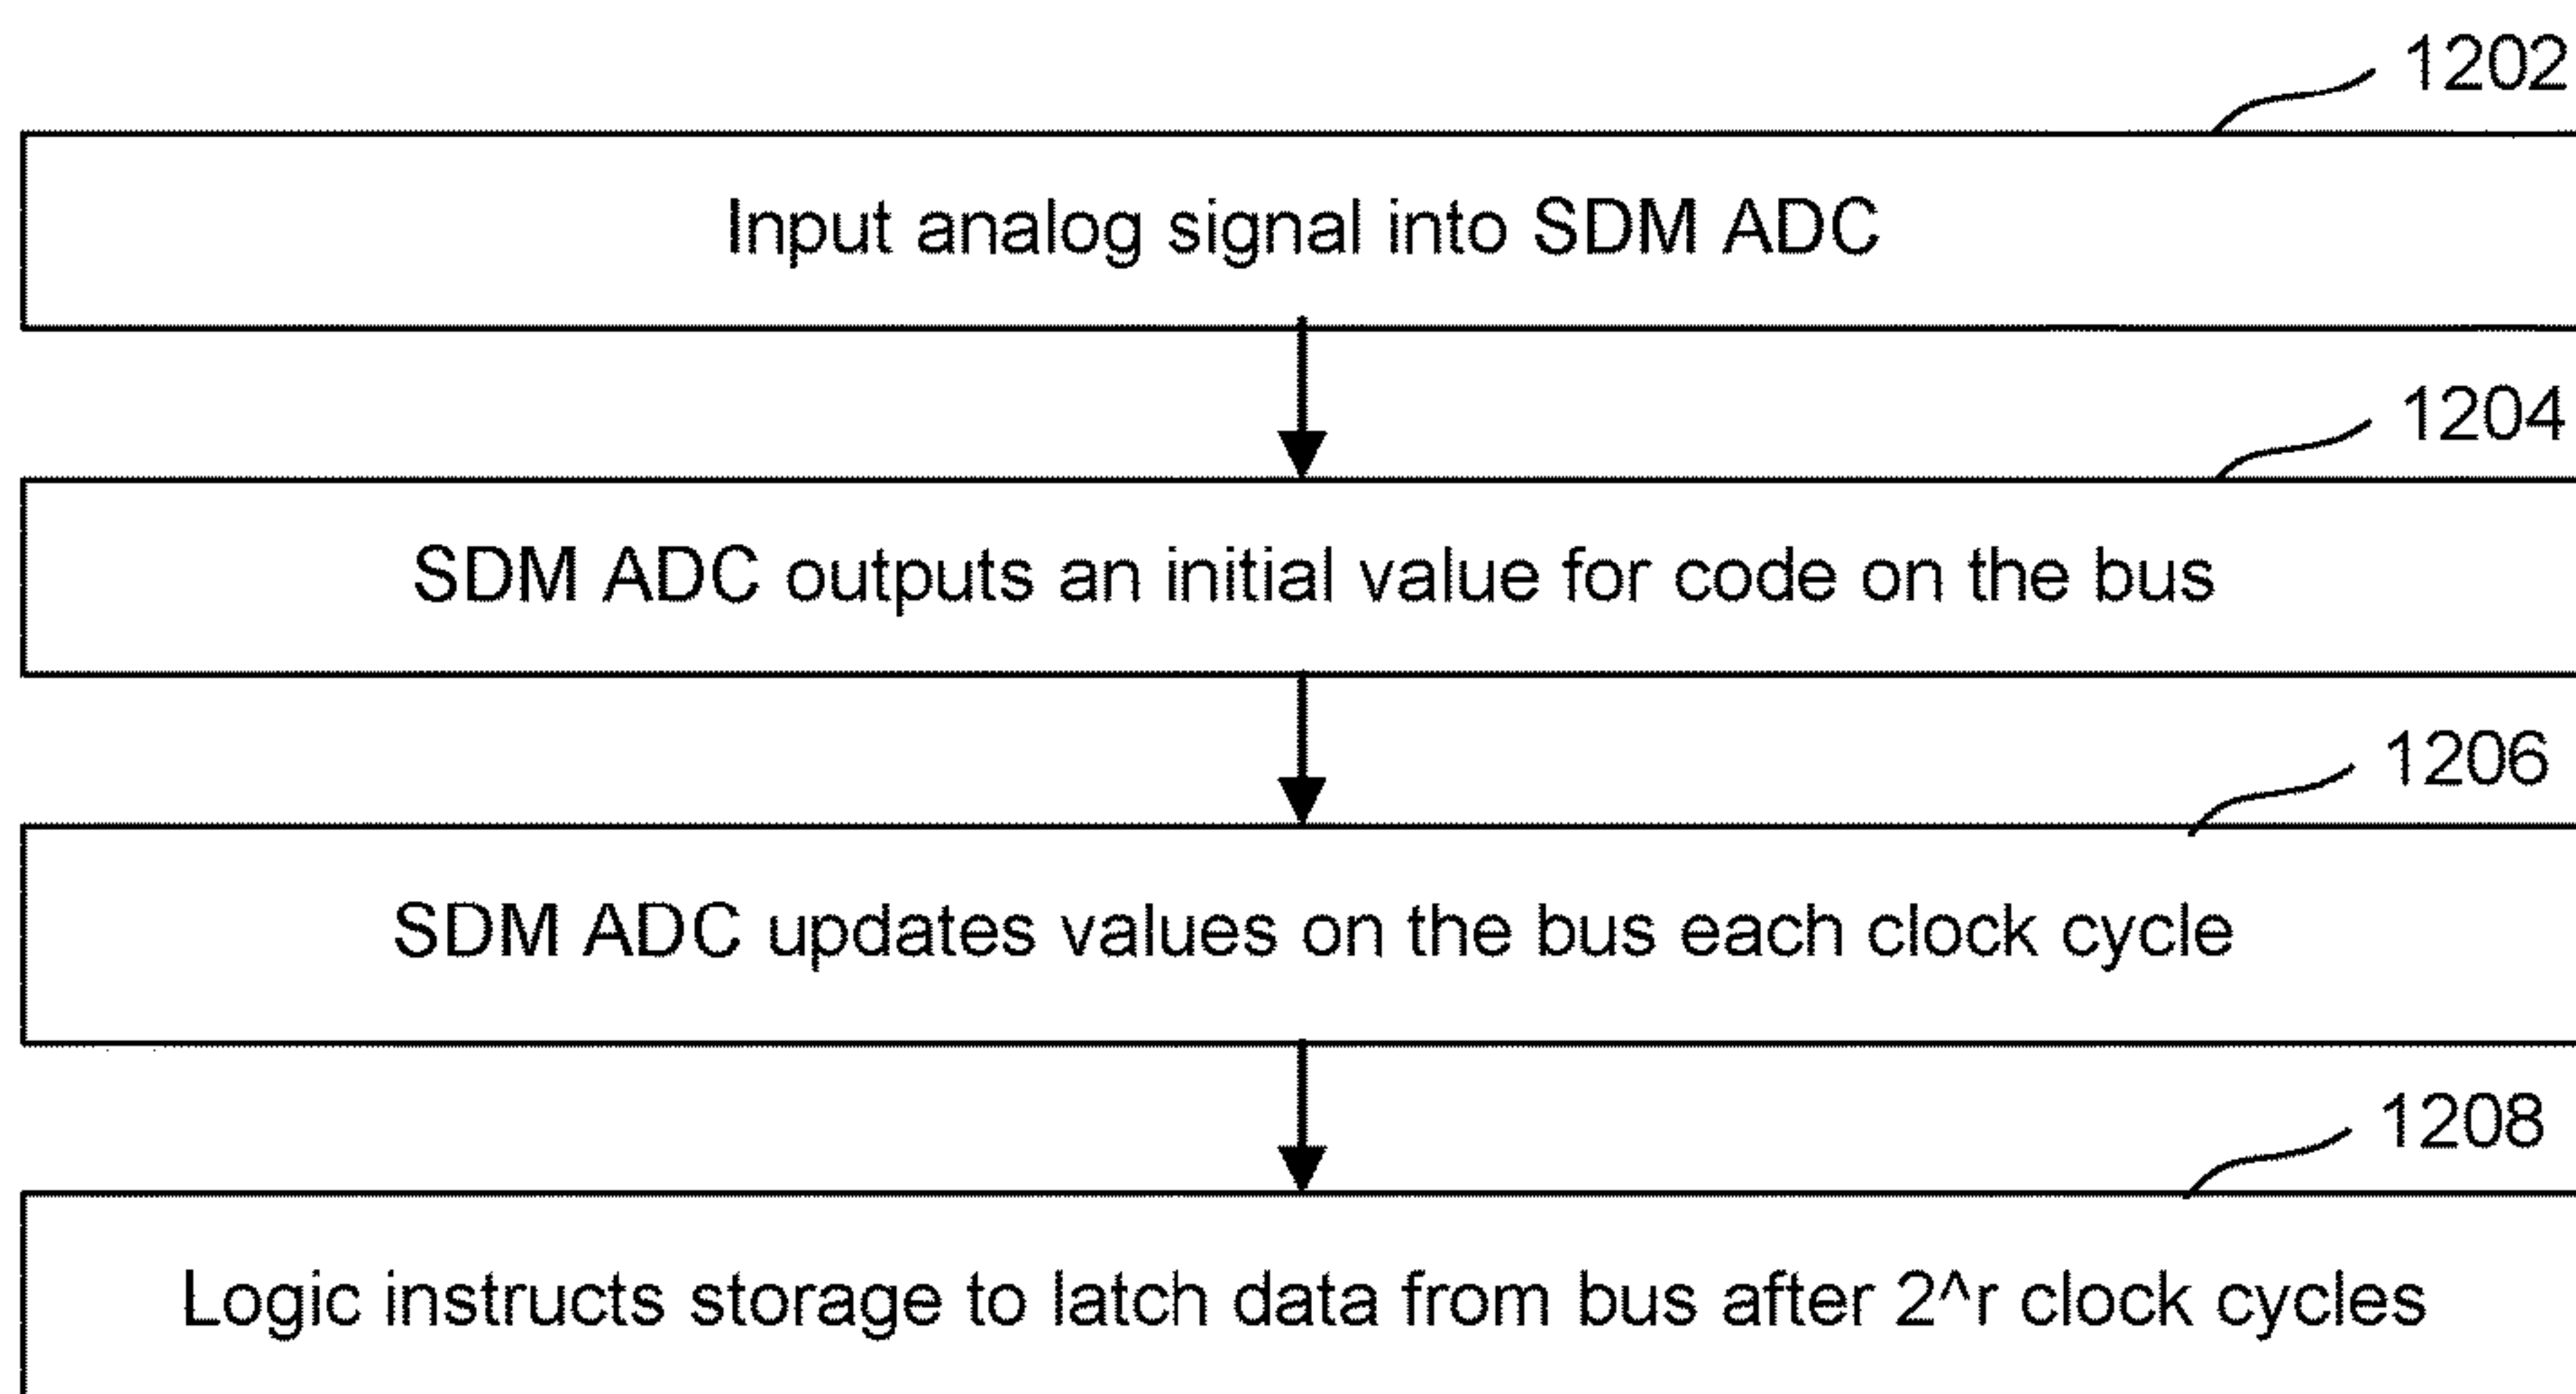 1202
Input analog signal into SDM ADC
1204
SDM ADC outputs an initial value for code on the bus
1206
SDM ADC updates values on the bus each clock cycle
1208
Logic instructs storage to latch data from bus after 2^r clock cycles